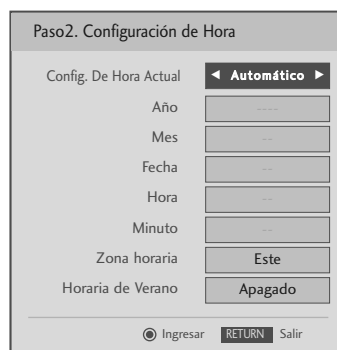 Paso2. Configuración de Hora
Config. De Hora Actual ◄ Automático ►
Año ----
Mes --
Fecha --
Hora --
Minuto --
Zona horaria Este
Horaria de Verano Apagado
Ingresar RETURN Salir